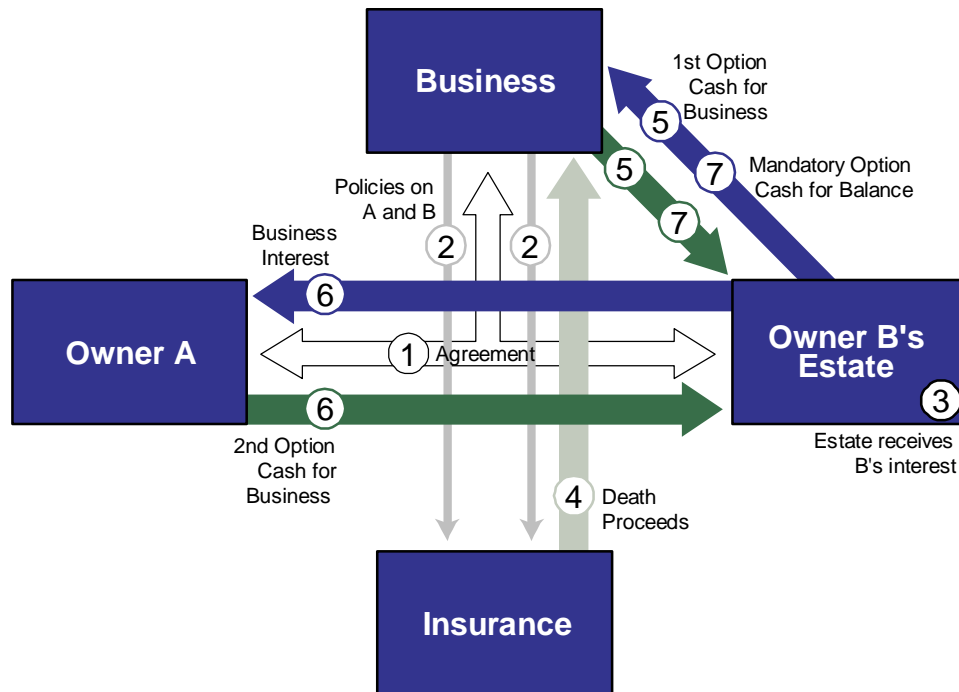 Business
1st Option
Cash for
Business
5
5
7
Mandatory Option
Cash for Balance
7
Policies on
A and B
2
2
Business
Interest
6
Owner A
1
Agreement
Owner B's
Estate
3
6
2nd Option
Cash for
Business
Estate receives
B's interest
4
Death
Proceeds
Insurance